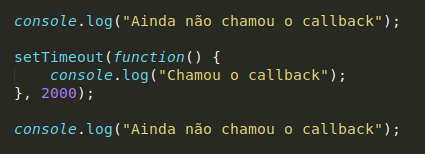 console.log("Ainda não chamou o callback");
setTimeout(function() {
    console.log("Chamou o callback");
}, 2000);
console.log("Ainda não chamou o callback");